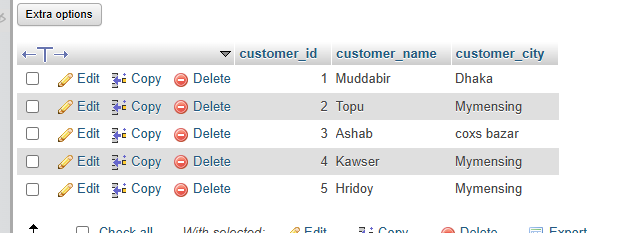 Extra options
customer_id customer_name customer_city
Edit Copy Delete 1 Muddabir Dhaka
Edit Copy Delete 2 Topu Mymensing
Edit Copy Delete 3 Ashab coxs bazar
Edit Copy Delete 4 Kawser Mymensing
Edit Copy Delete 5 Hridoy Mymensing
Check all With selected: Edit Copy Delete Export